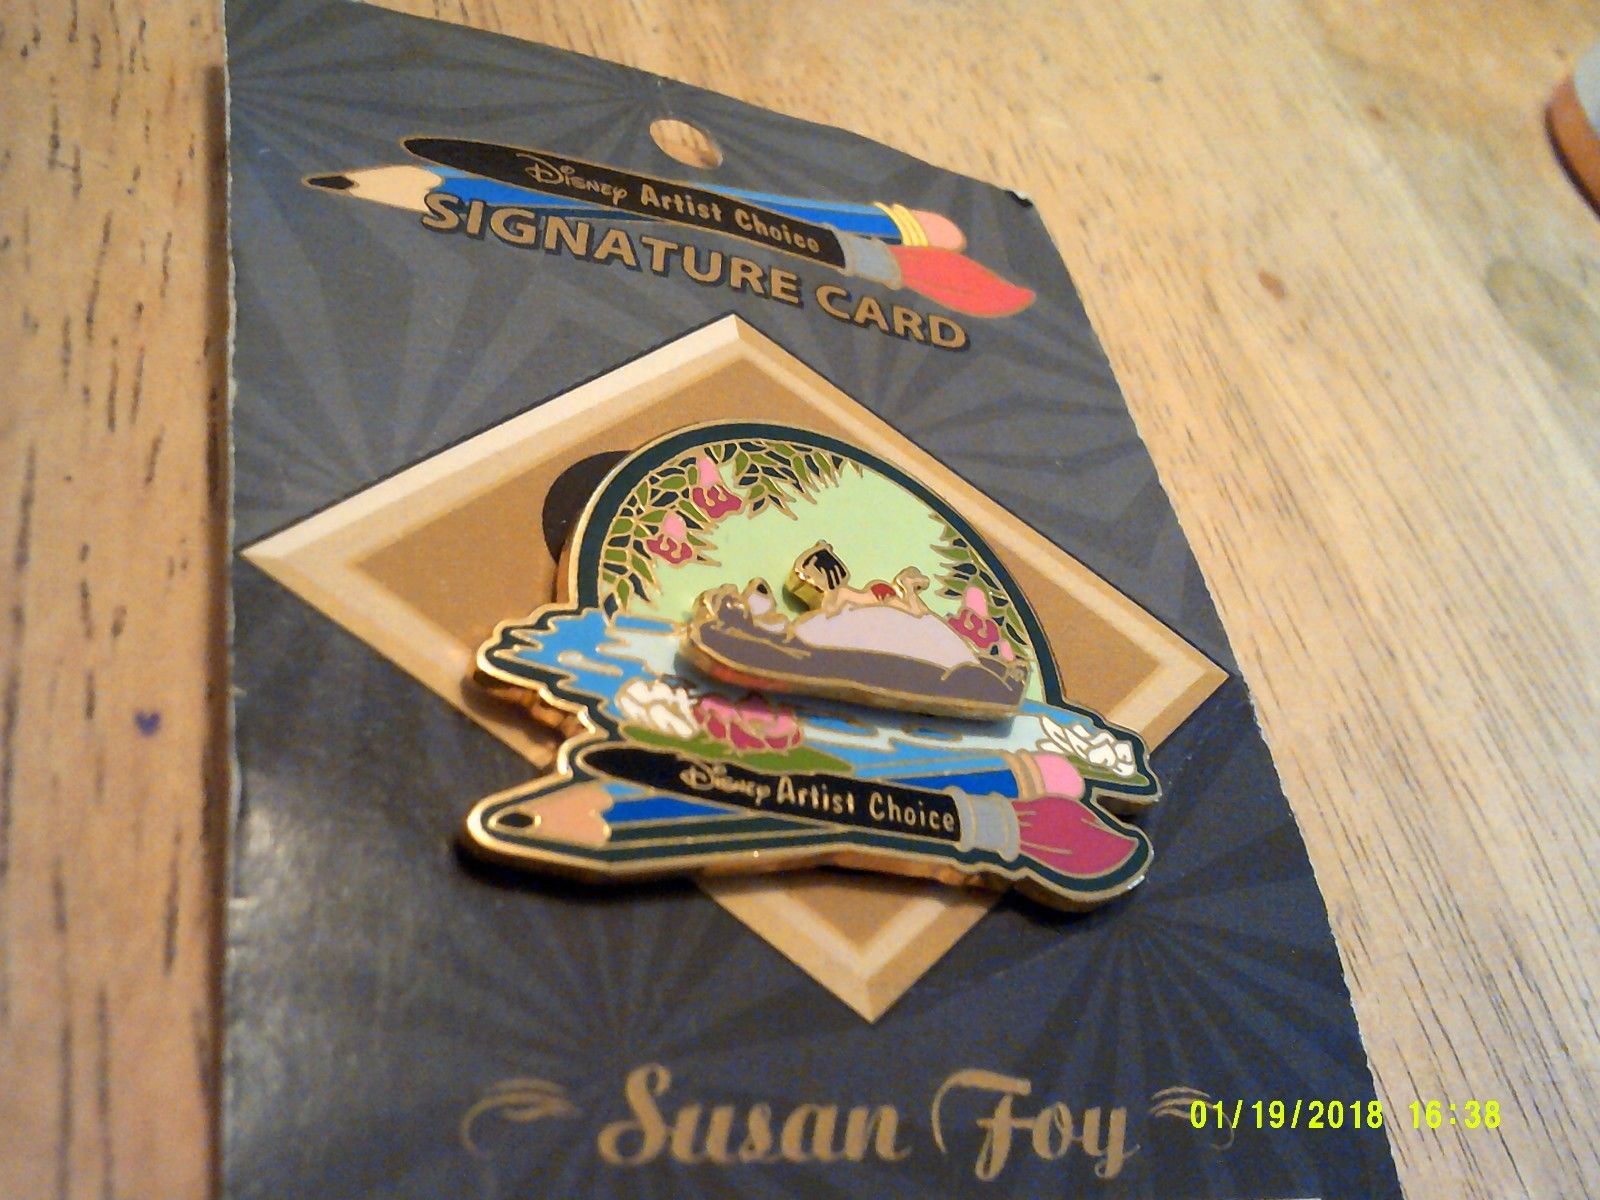 Disney Artist Choice
SIGNATURE CARD
Disney Artist Choice
Susan Foy
01/19/2018 16:38